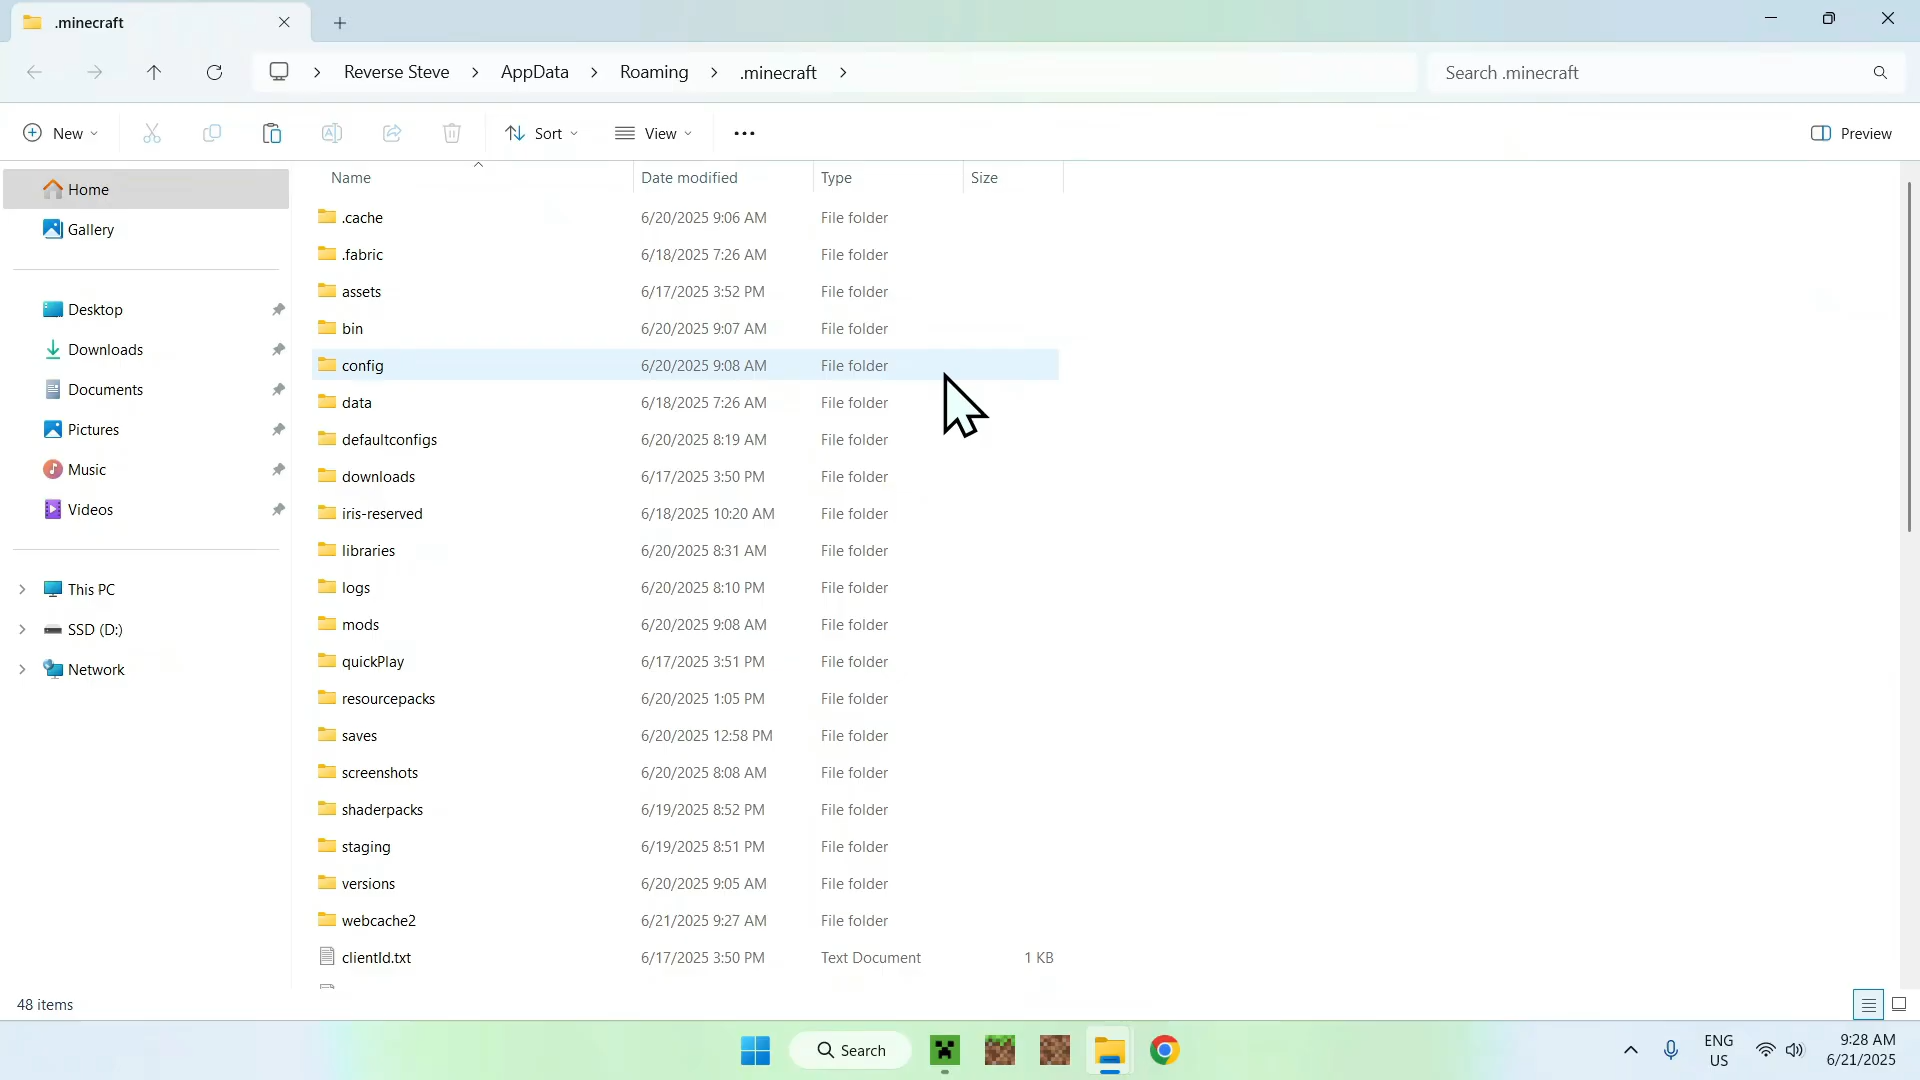 .minecraft
Reverse Steve > AppData > Roaming > .minecraft >
Search .minecraft
New
Sort
View
Preview
Name Date modified Type Size
Home
Gallery
Desktop
Downloads
Documents
Pictures
Music
Videos
This PC
SSD (D:)
Network
.cache 6/20/2025 9:06 AM File folder
.fabric 6/18/2025 7:26 AM File folder
assets 6/17/2025 3:52 PM File folder
bin 6/20/2025 9:07 AM File folder
config 6/20/2025 9:08 AM File folder
data 6/18/2025 7:26 AM File folder
defaultconfigs 6/20/2025 8:19 AM File folder
downloads 6/17/2025 3:50 PM File folder
iris-reserved 6/18/2025 10:20 AM File folder
libraries 6/20/2025 8:31 AM File folder
logs 6/20/2025 8:10 PM File folder
mods 6/20/2025 9:08 AM File folder
quickPlay 6/17/2025 3:51 PM File folder
resourcepacks 6/20/2025 1:05 PM File folder
saves 6/20/2025 12:58 PM File folder
screenshots 6/20/2025 8:08 AM File folder
shaderpacks 6/19/2025 8:52 PM File folder
staging 6/19/2025 8:51 PM File folder
versions 6/20/2025 9:05 AM File folder
webcache2 6/21/2025 9:27 AM File folder
clientId.txt 6/17/2025 3:50 PM Text Document 1 KB
48 items
Search
ENG
US
9:28 AM
6/21/2025